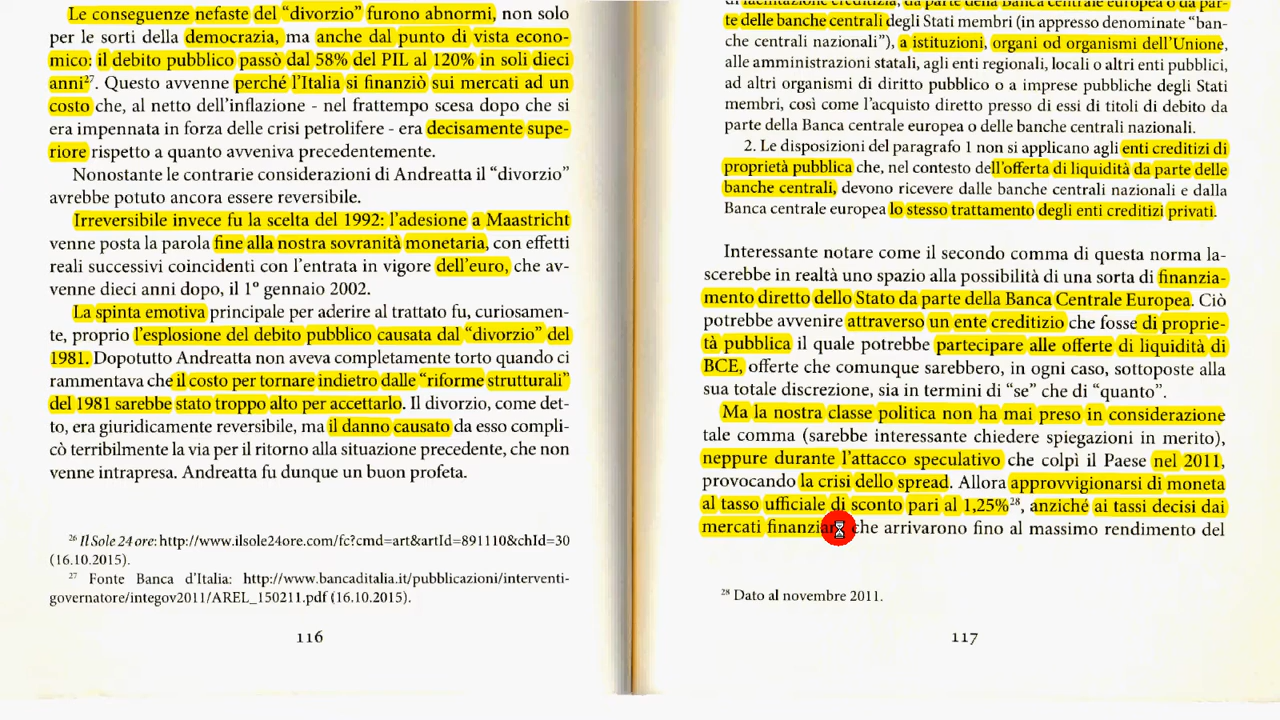 Le conseguenze nefaste del “divorzio” furono abnormi, non solo
per le sorti della democrazia, ma anche dal punto di vista econo-
mico: il debito pubblico passò dal 58% del PIL al 120% in soli dieci
anni²⁷. Questo avvenne perché l’Italia si finanziò sui mercati ad un
costo che, al netto dell’inflazione - nel frattempo scesa dopo che si
era impennata in forza delle crisi petrolifere - era decisamente supe-
riore rispetto a quanto avveniva precedentemente.
Nonostante le contrarie considerazioni di Andreatta il “divorzio”
avrebbe potuto ancora essere reversibile.
Irreversibile invece fu la scelta del 1992: l’adesione a Maastricht
venne posta la parola fine alla nostra sovranità monetaria, con effetti
reali successivi coincidenti con l’entrata in vigore dell’euro, che av-
venne dieci anni dopo, il 1° gennaio 2002.
La spinta emotiva principale per aderire al trattato fu, curiosamen-
te, proprio l’esplosione del debito pubblico causata dal “divorzio” del
1981. Dopotutto Andreatta non aveva completamente torto quando ci
rammentava che il costo per tornare indietro dalle “riforme strutturali”
del 1981 sarebbe stato troppo alto per accettarlo. Il divorzio, come det-
to, era giuridicamente reversibile, ma il danno causato da esso compli-
cò terribilmente la via per il ritorno alla situazione precedente, che non
venne intrapresa. Andreatta fu dunque un buon profeta.
²⁶ Il Sole 24 ore: http://www.ilsole24ore.com/fc?cmd=art&artId=891110&chId=30
(16.10.2015).
²⁷ Fonte Banca d’Italia: http://www.bancaditalia.it/pubblicazioni/interventi-
governatore/integov2011/AREL_150211.pdf (16.10.2015).
116
di facilitazione creditizia, da parte della Banca centrale europea o da par-
te delle banche centrali degli Stati membri (in appresso denominate “ban-
che centrali nazionali”), a istituzioni, organi od organismi dell’Unione,
alle amministrazioni statali, agli enti regionali, locali o altri enti pubblici,
ad altri organismi di diritto pubblico o a imprese pubbliche degli Stati
membri, così come l’acquisto diretto presso di essi di titoli di debito da
parte della Banca centrale europea o delle banche centrali nazionali.
2. Le disposizioni del paragrafo 1 non si applicano agli enti creditizi di
proprietà pubblica che, nel contesto dell’offerta di liquidità da parte delle
banche centrali, devono ricevere dalle banche centrali nazionali e dalla
Banca centrale europea lo stesso trattamento degli enti creditizi privati.
Interessante notare come il secondo comma di questa norma la-
scerebbe in realtà uno spazio alla possibilità di una sorta di finanzia-
mento diretto dello Stato da parte della Banca Centrale Europea. Ciò
potrebbe avvenire attraverso un ente creditizio che fosse di proprie-
tà pubblica il quale potrebbe partecipare alle offerte di liquidità di
BCE, offerte che comunque sarebbero, in ogni caso, sottoposte alla
sua totale discrezione, sia in termini di “se” che di “quanto”.
Ma la nostra classe politica non ha mai preso in considerazione
tale comma (sarebbe interessante chiedere spiegazioni in merito),
neppure durante l’attacco speculativo che colpì il Paese nel 2011,
provocando la crisi dello spread. Allora approvvigionarsi di moneta
al tasso ufficiale di sconto pari al 1,25%²⁸, anziché ai tassi decisi dai
mercati finanziari che arrivarono fino al massimo rendimento del
²⁸ Dato al novembre 2011.
117